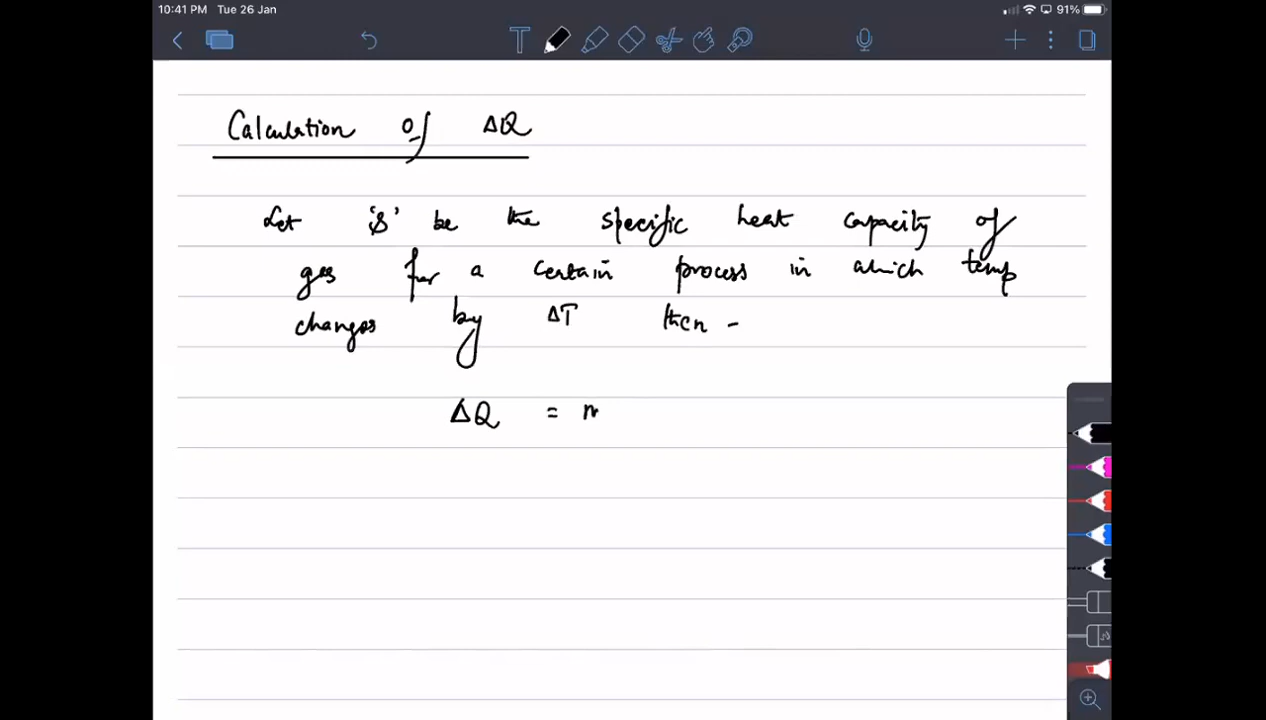 10:41 PM Tue 26 Jan 91%
Calculation of ΔQ
Let 'S' be the specific heat capacity of
gas for a certain process in which temp
changes by ΔT then -
ΔQ = m